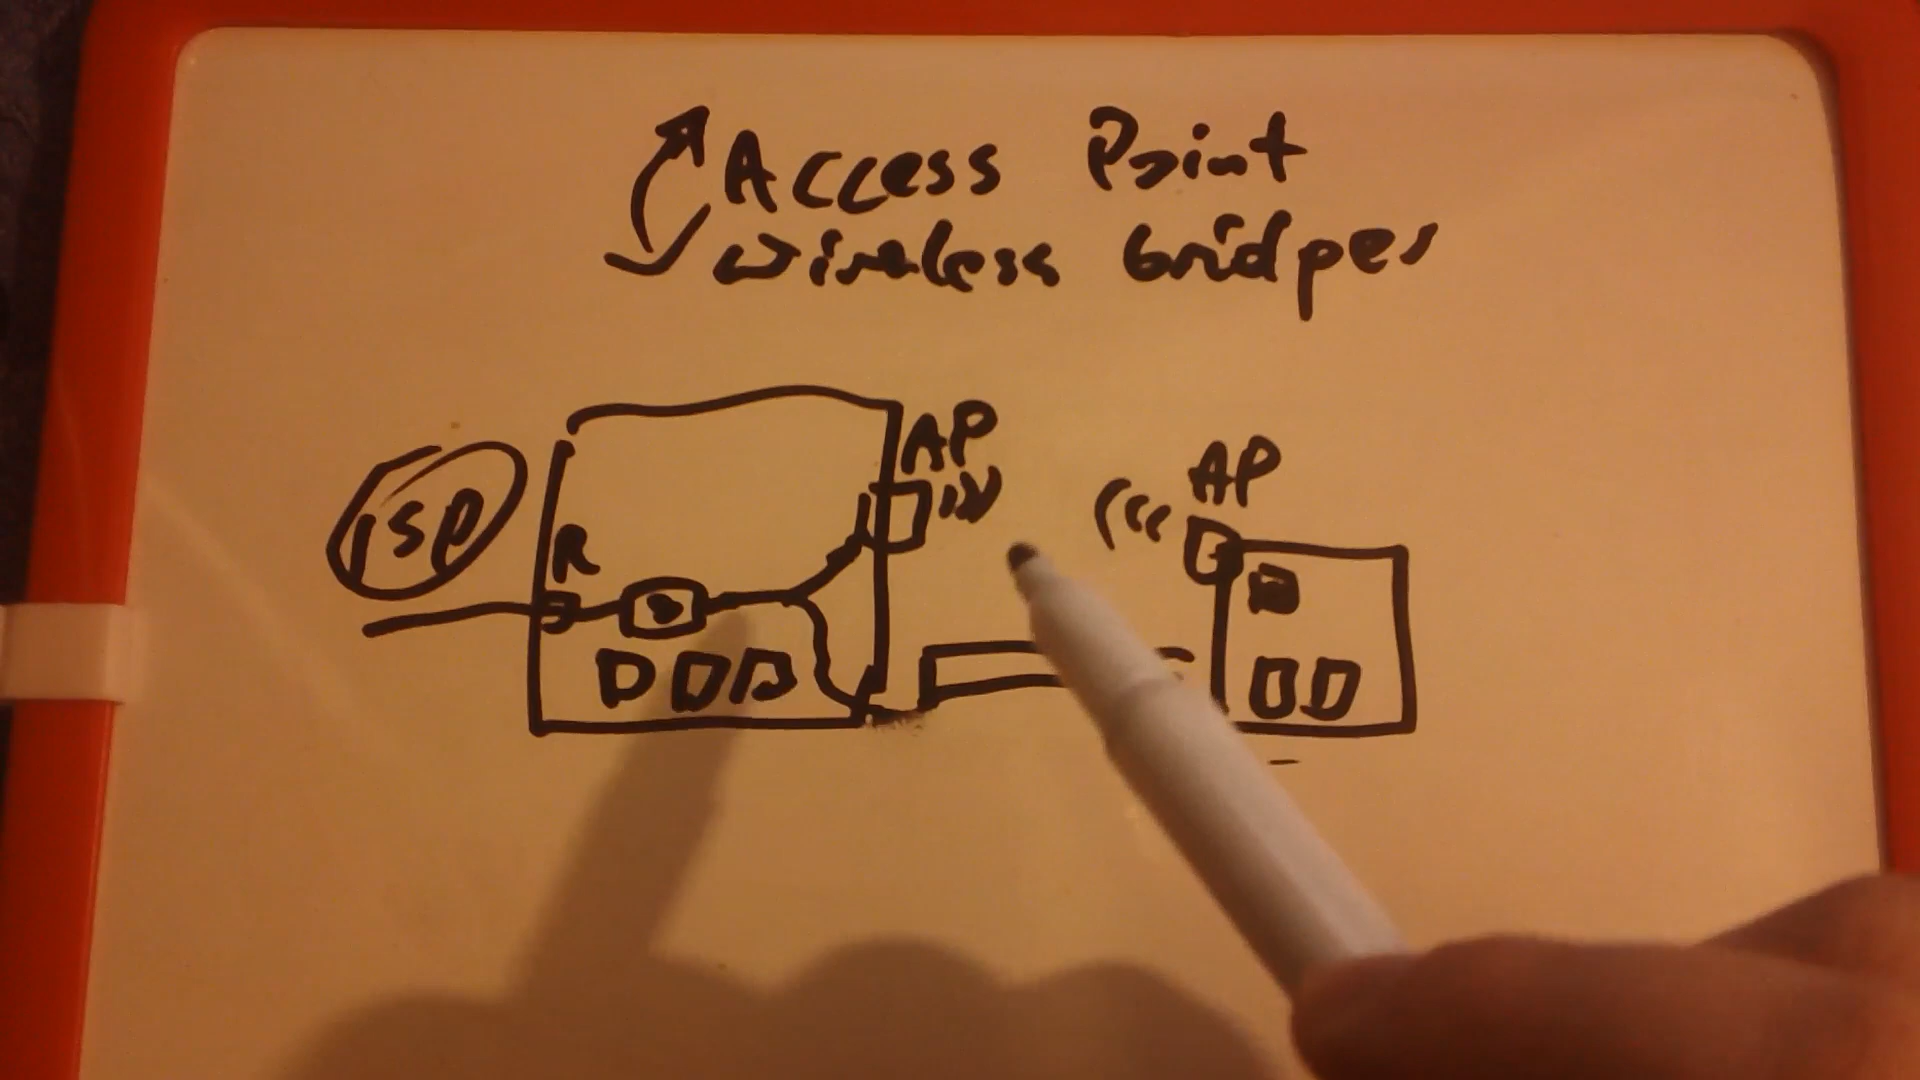 Access Point
wireless bridges
AP
AP
ISP
R